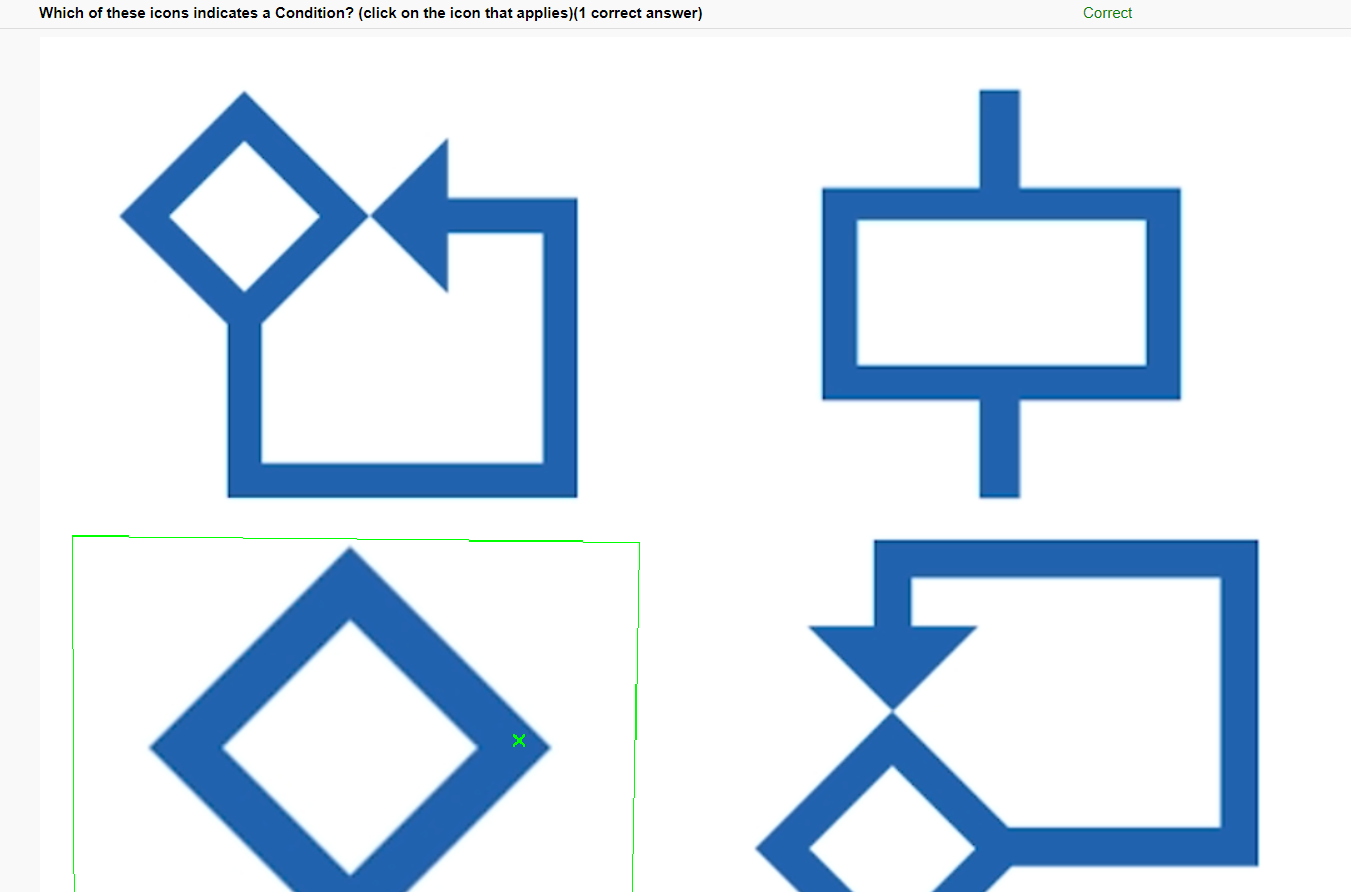 Which of these icons indicates a Condition? (click on the icon that applies)(1 correct answer)
Correct